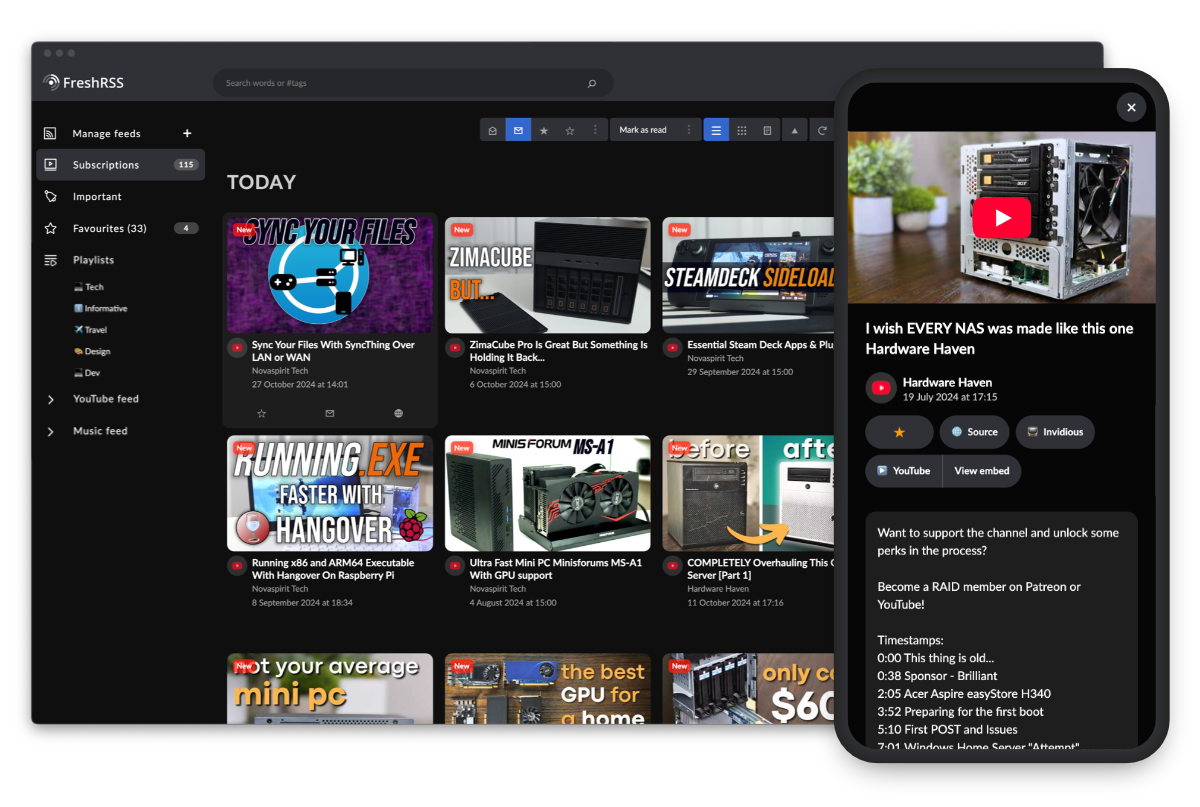 FreshRSS
Search words or #tags
Manage feeds
+
Subscriptions
115
Important
Favourites (33)
4
Playlists
Tech
Informative
Travel
Design
Dev
YouTube feed
Music feed
Mark as read
TODAY
New
SYNC YOUR FILES
Sync Your Files With SyncThing Over
LAN or WAN
Novaspirit Tech
27 October 2024 at 14:01
New
ZIMACUBE
BUT...
ZimaCube Pro Is Great But Something Is
Holding It Back...
Novaspirit Tech
6 October 2024 at 15:00
New
STEAMDECK SIDELOA
Essential Steam Deck Apps & Plu
Novaspirit Tech
29 September 2024 at 15:00
New
RUNNING.EXE
FASTER WITH
HANGOVER
Running x86 and ARM64 Executable
With Hangover On Raspberry Pi
Novaspirit Tech
8 September 2024 at 18:34
New
MINISFORUM MS-A1
Ultra Fast Mini PC Minisforums MS-A1
With GPU support
Novaspirit Tech
4 August 2024 at 15:00
New
before
afte
COMPLETELY Overhauling This
Server [Part 1]
Hardware Haven
11 October 2024 at 17:16
New
not your average
mini pc
New
the best
GPU for
a home
New
only co
$60
I wish EVERY NAS was made like this one
Hardware Haven
Hardware Haven
19 July 2024 at 17:15
Source
Invidious
YouTube
View embed
Want to support the channel and unlock some
perks in the process?
Become a RAID member on Patreon or
YouTube!
Timestamps:
0:00 This thing is old...
0:38 Sponsor - Brilliant
2:05 Acer Aspire easyStore H340
3:52 Preparing for the first boot
5:10 First POST and Issues
7:01 Windows Home Server "Attempt"